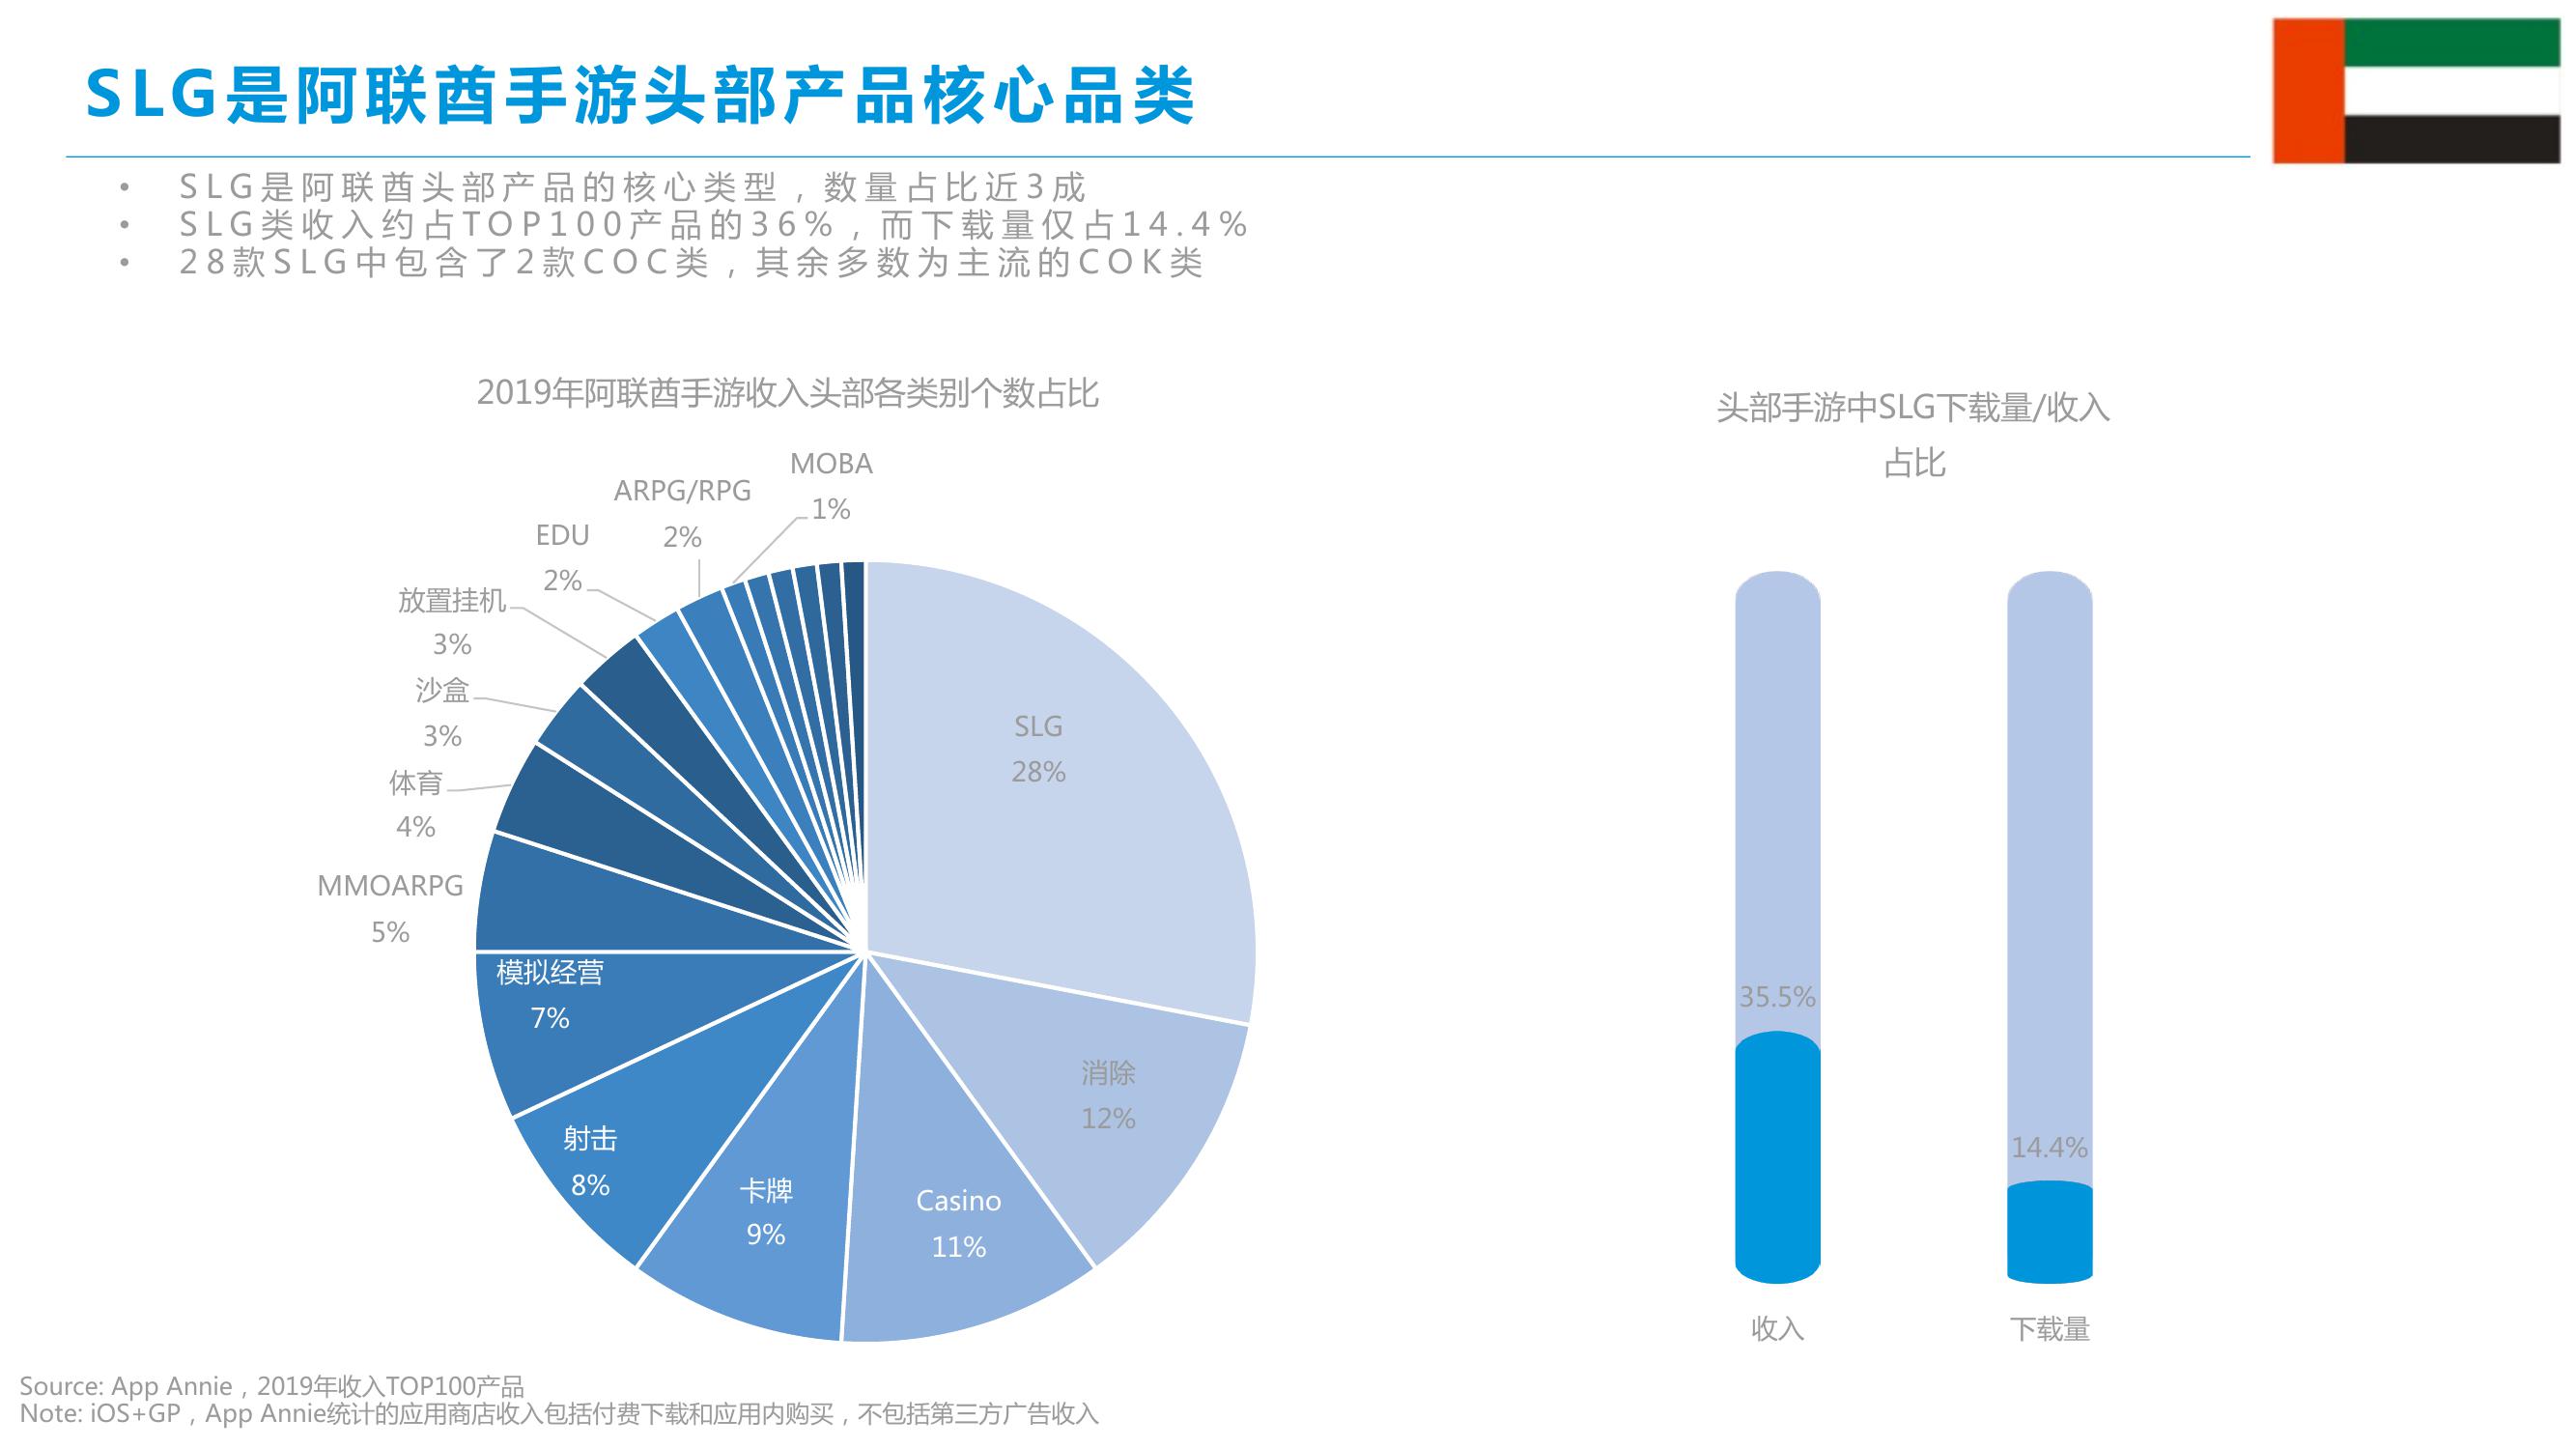 SLG是阿联酋手游头部产品核心品类
• SLG是阿联酋头部产品的核心类型，数量占比近3成
• SLG类收入约占TOP100产品的36%，而下载量仅占14.4%
• 28款SLG中包含了2款COC类，其余多数为主流的COK类
2019年阿联酋手游收入头部各类别个数占比
MOBA
1%
ARPG/RPG
2%
EDU
2%
放置挂机
3%
沙盒
3%
体育
4%
MMOARPG
5%
模拟经营
7%
射击
8%
卡牌
9%
Casino
11%
消除
12%
SLG
28%
头部手游中SLG下载量/收入
占比
35.5%
14.4%
收入
下载量
Source: App Annie，2019年收入TOP100产品
Note: iOS+GP，App Annie统计的应用商店收入包括付费下载和应用内购买，不包括第三方广告收入